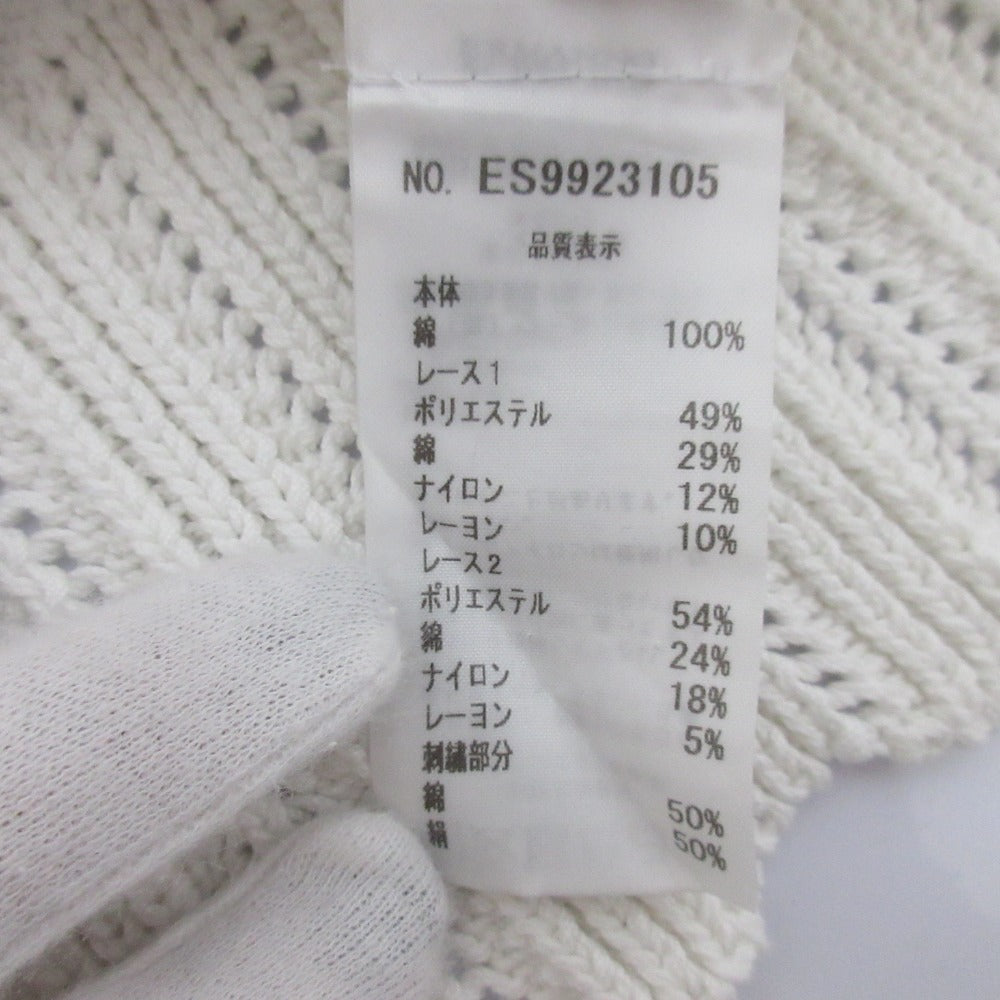 NO. ES9923105
品質表示
本体
綿 100%
レース1
ポリエステル 49%
綿 29%
ナイロン 12%
レーヨン 10%
レース2
ポリエステル 54%
綿 24%
ナイロン 18%
レーヨン 5%
刺繍部分
綿 50%
絹 50%